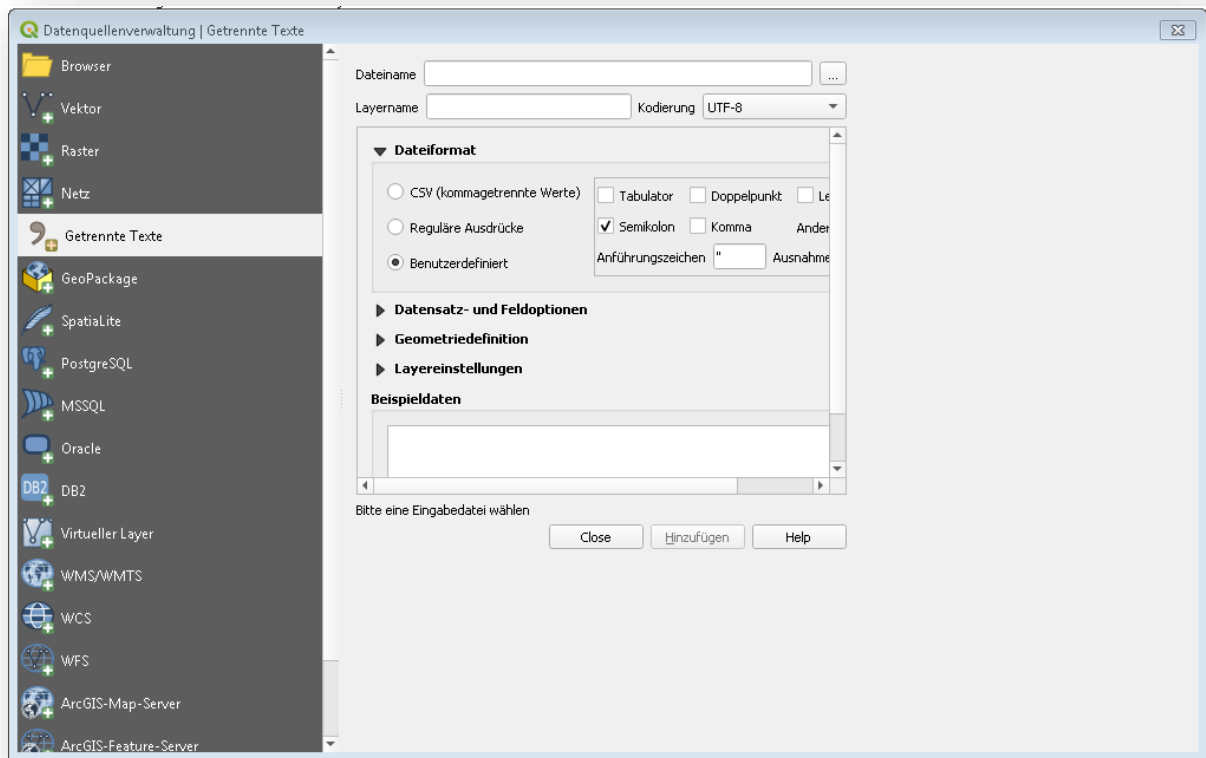 Datenquellenverwaltung | Getrennte Texte
Browser
Vektor
Raster
Netz
Getrennte Texte
GeoPackage
SpatiaLite
PostgreSQL
MSSQL
Oracle
DB2
DB2
Virtueller Layer
WMS/WMTS
WCS
WFS
ArcGIS-Map-Server
ArcGIS-Feature-Server
Dateiname
...
Layername
Kodierung UTF-8
Dateiformat
CSV (kommagetrennte Werte)
Reguläre Ausdrücke
Benutzerdefiniert
Tabulator Doppelpunkt Le
Semikolon Komma Ander
Anführungszeichen " Ausnahme
Datensatz- und Feldoptionen
Geometriedefinition
Layereinstellungen
Beispieldaten
Bitte eine Eingabedatei wählen
Close Hinzufügen Help